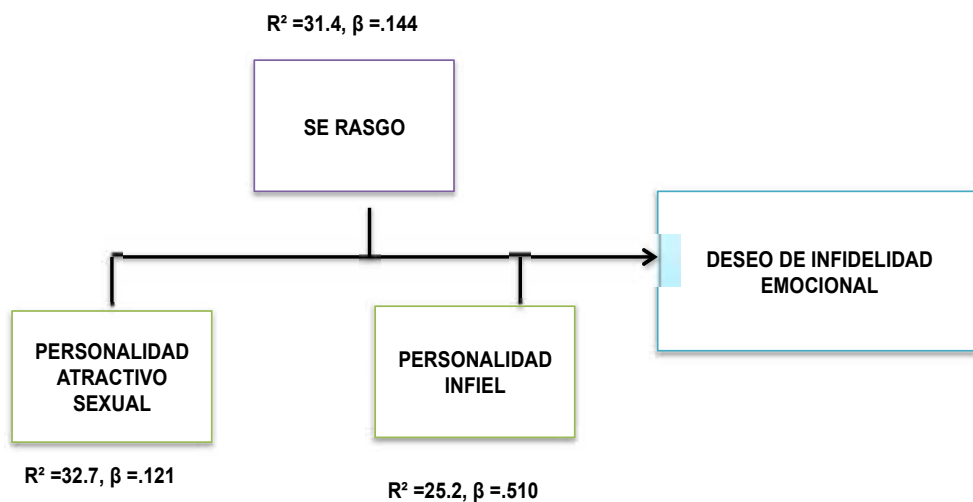 R² =31.4, β =.144
SE RASGO
DESEO DE INFIDELIDAD
EMOCIONAL
PERSONALIDAD
ATRACTIVO
SEXUAL
PERSONALIDAD
INFIEL
R² =32.7, β =.121
R² =25.2, β =.510